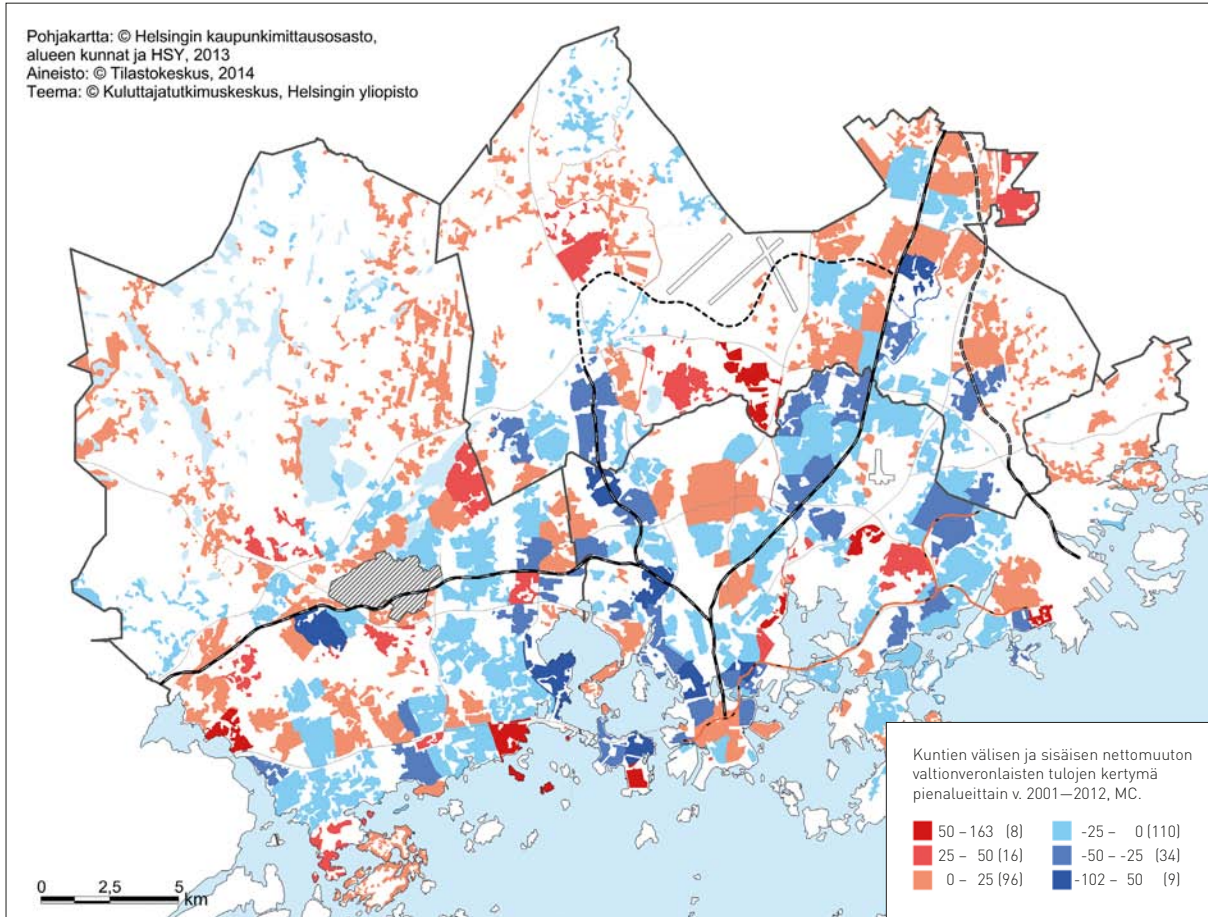 Pohjakartta: © Helsingin kaupunkimittausosasto,
alueen kunnat ja HSY, 2013
Aineisto: © Tilastokeskus, 2014
Teema: © Kuluttajatutkimuskeskus, Helsingin yliopisto
Kuntien välisen ja sisäisen nettomuuton
valtionveronlaisten tulojen kertymä
pienalueittain v. 2001—2012, M€.
50 – 163 (8)
25 – 50 (16)
0 – 25 (96)
-25 – 0 (110)
-50 – -25 (34)
-102 – 50 (9)
0 2,5 5
km